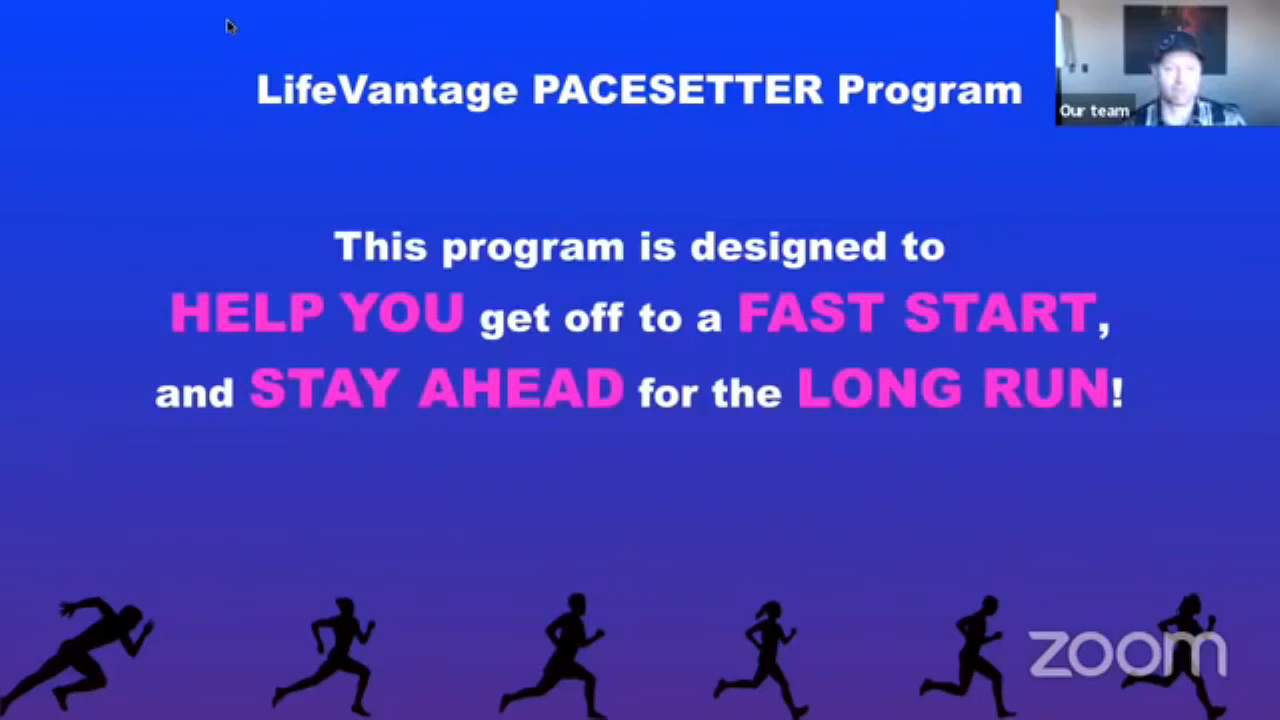 LifeVantage PACESETTER Program
Our team
This program is designed to
HELP YOU get off to a FAST START,
and STAY AHEAD for the LONG RUN!
zoom